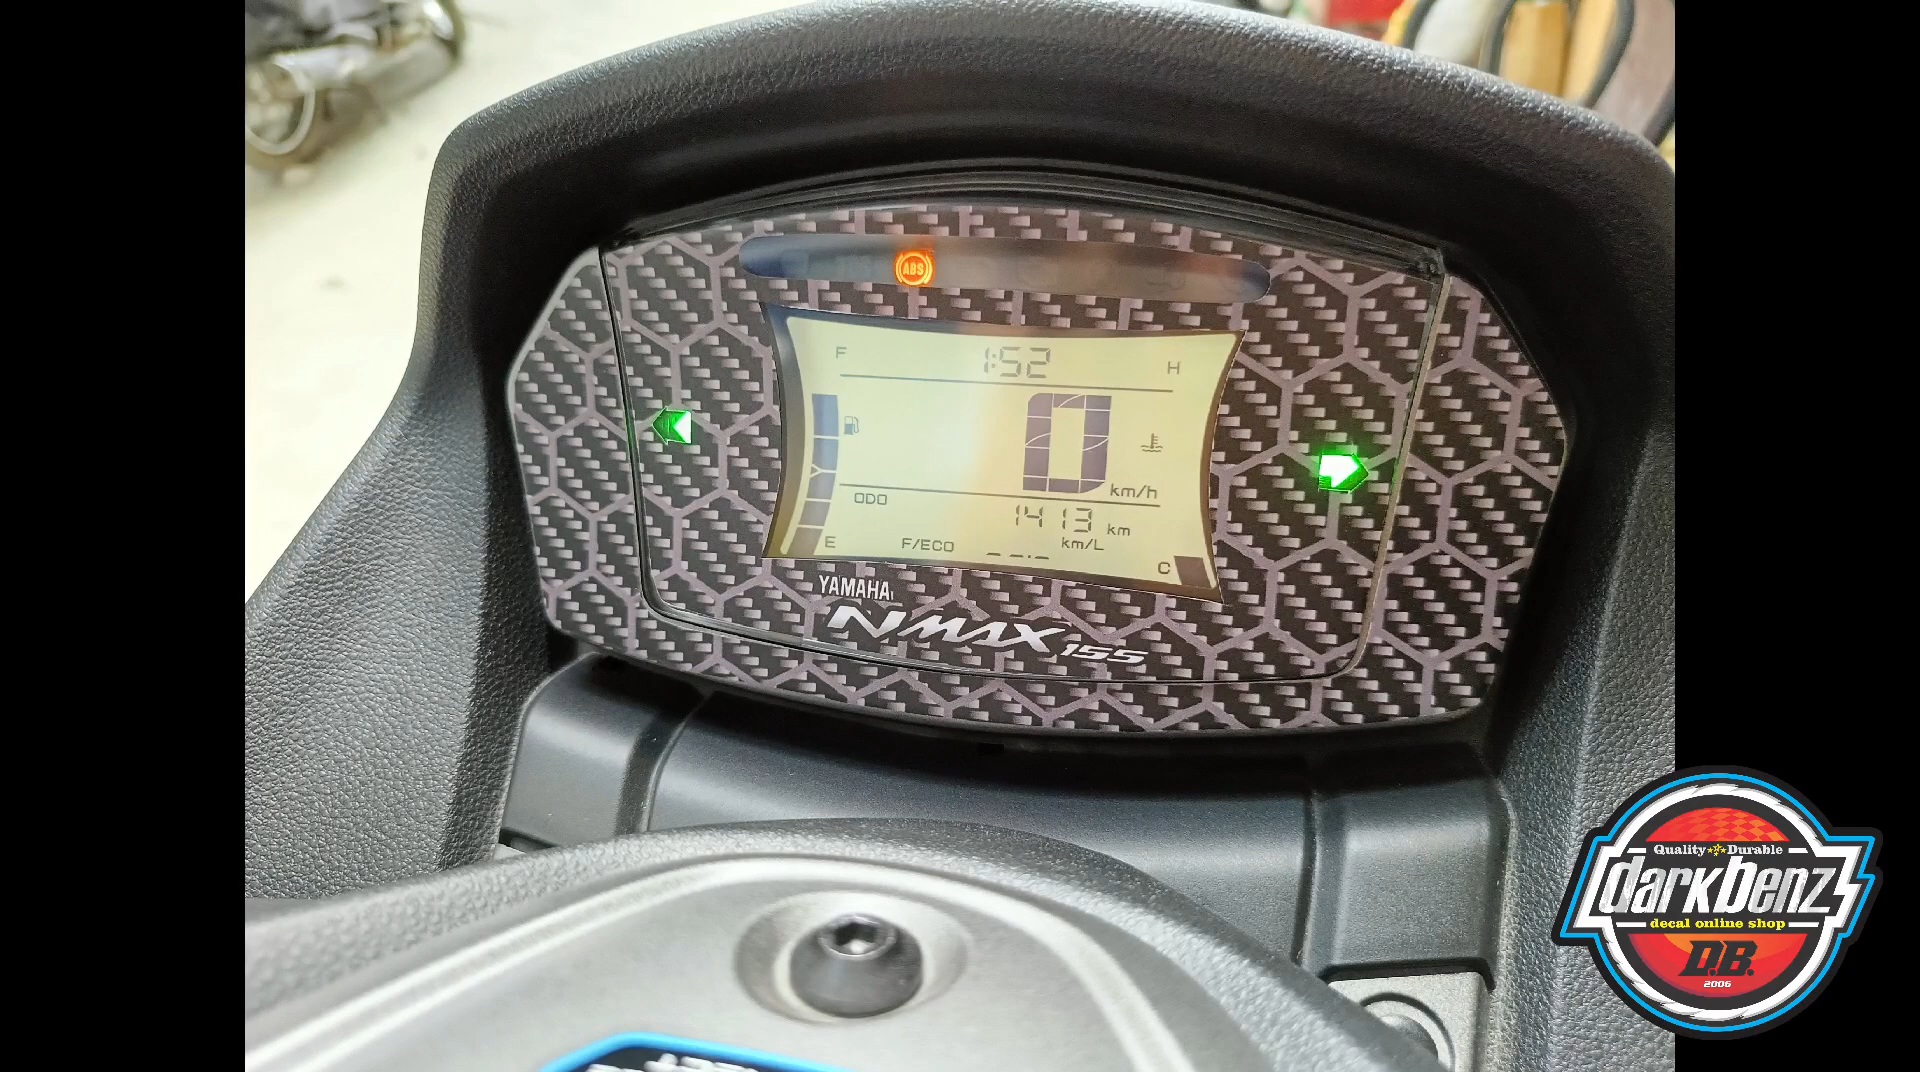 ABS
F 1:52 H
0
km/h
ODO
1413 km
F/ECO km/L
E C
YAMAHA
NMAX 155
Quality Durable
darkbenz
decal online shop
D.B.
2006